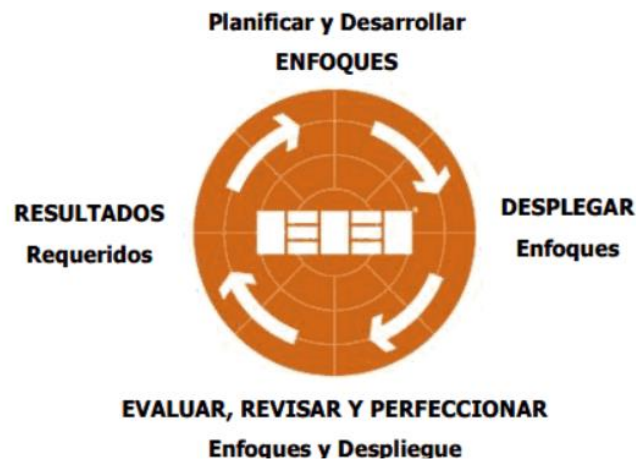 Planificar y Desarrollar
ENFOQUES
RESULTADOS
Requeridos
DESPLEGAR
Enfoques
EVALUAR, REVISAR Y PERFECCIONAR
Enfoques y Despliegue